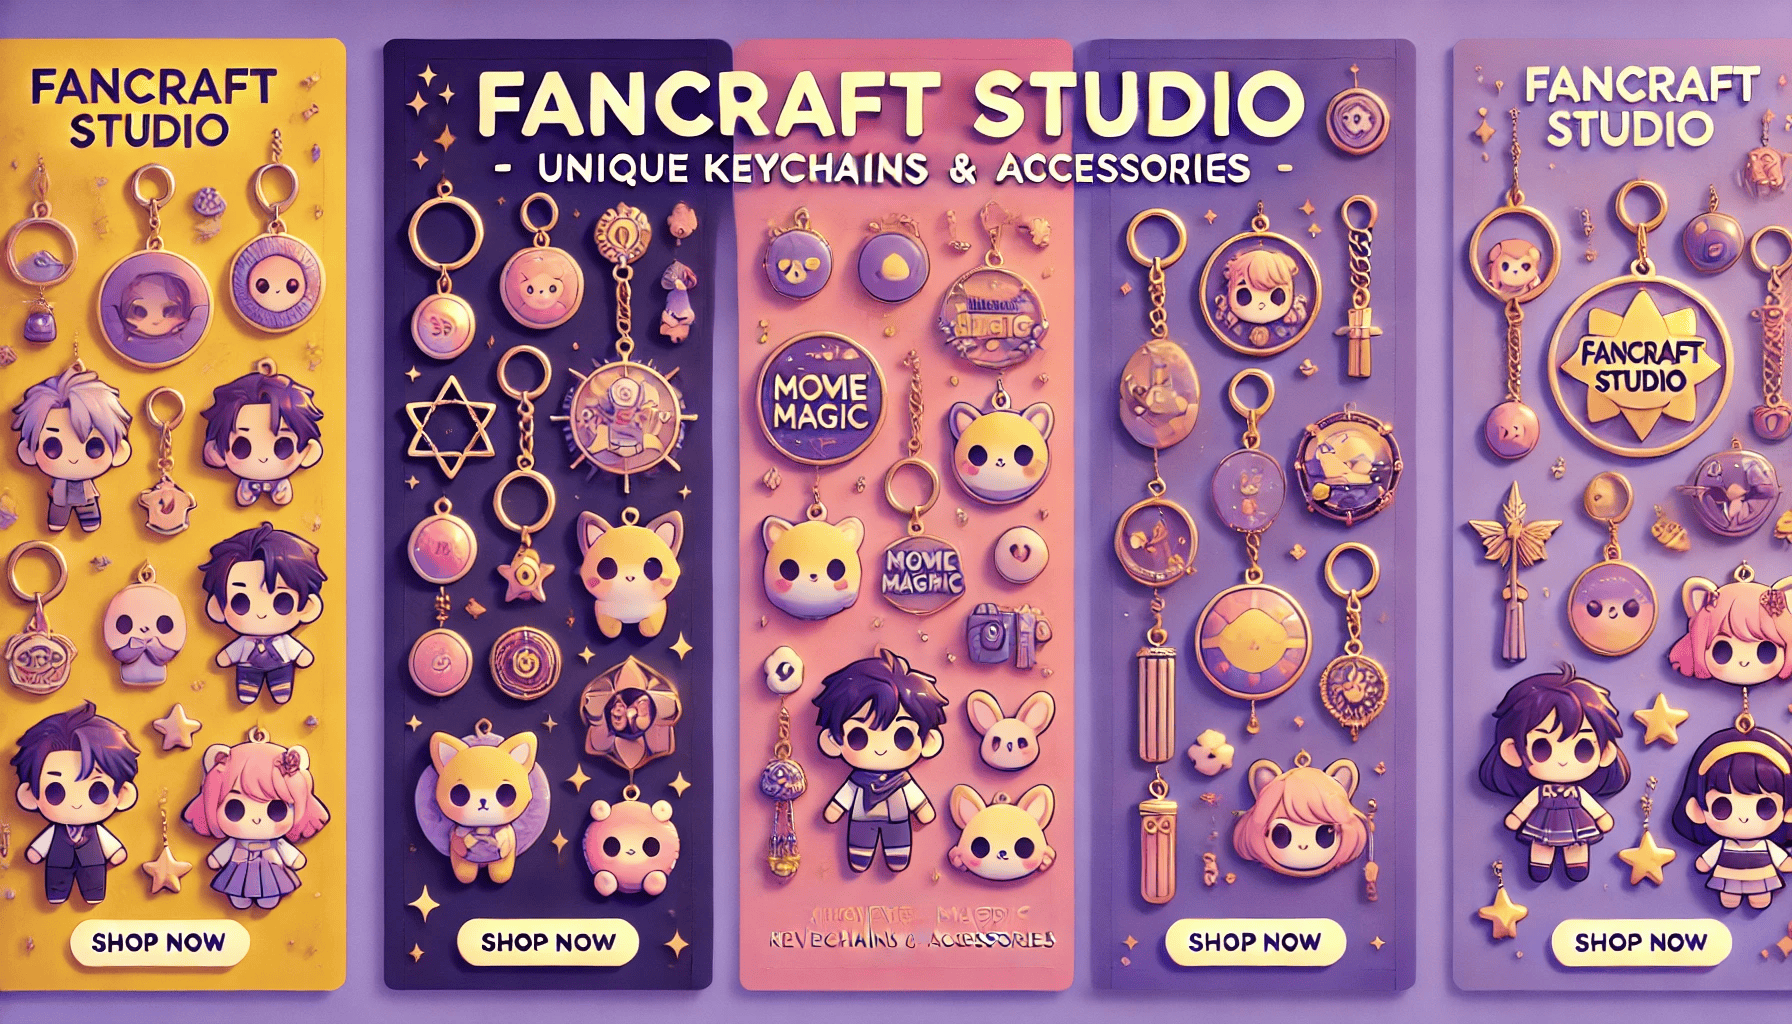 FANCRAFT
STUDIO
SHOP NOW
FANCRAFT STUDIO
- UNIQUE KEYCHAINS & ACCESSORIES -
MOVIE
MAGIC
MOVIE
MAGHIC
SHOP NOW
SHOP NOW
FANCRAFT
STUDIO
FANCRAFT
STUDIO
SHOP NOW